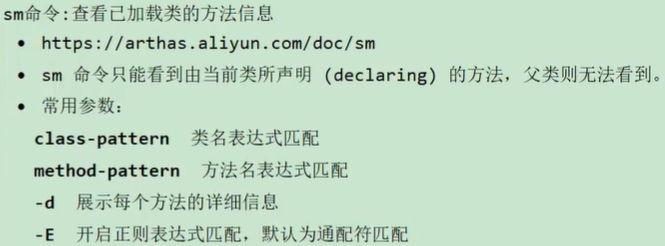 sm命令:查看已加载类的方法信息
• https://arthas.aliyun.com/doc/sm
• sm 命令只能看到由当前类所声明 (declaring) 的方法，父类则无法看到。
• 常用参数：
class-pattern 类名表达式匹配
method-pattern 方法名表达式匹配
-d 展示每个方法的详细信息
-E 开启正则表达式匹配，默认为通配符匹配